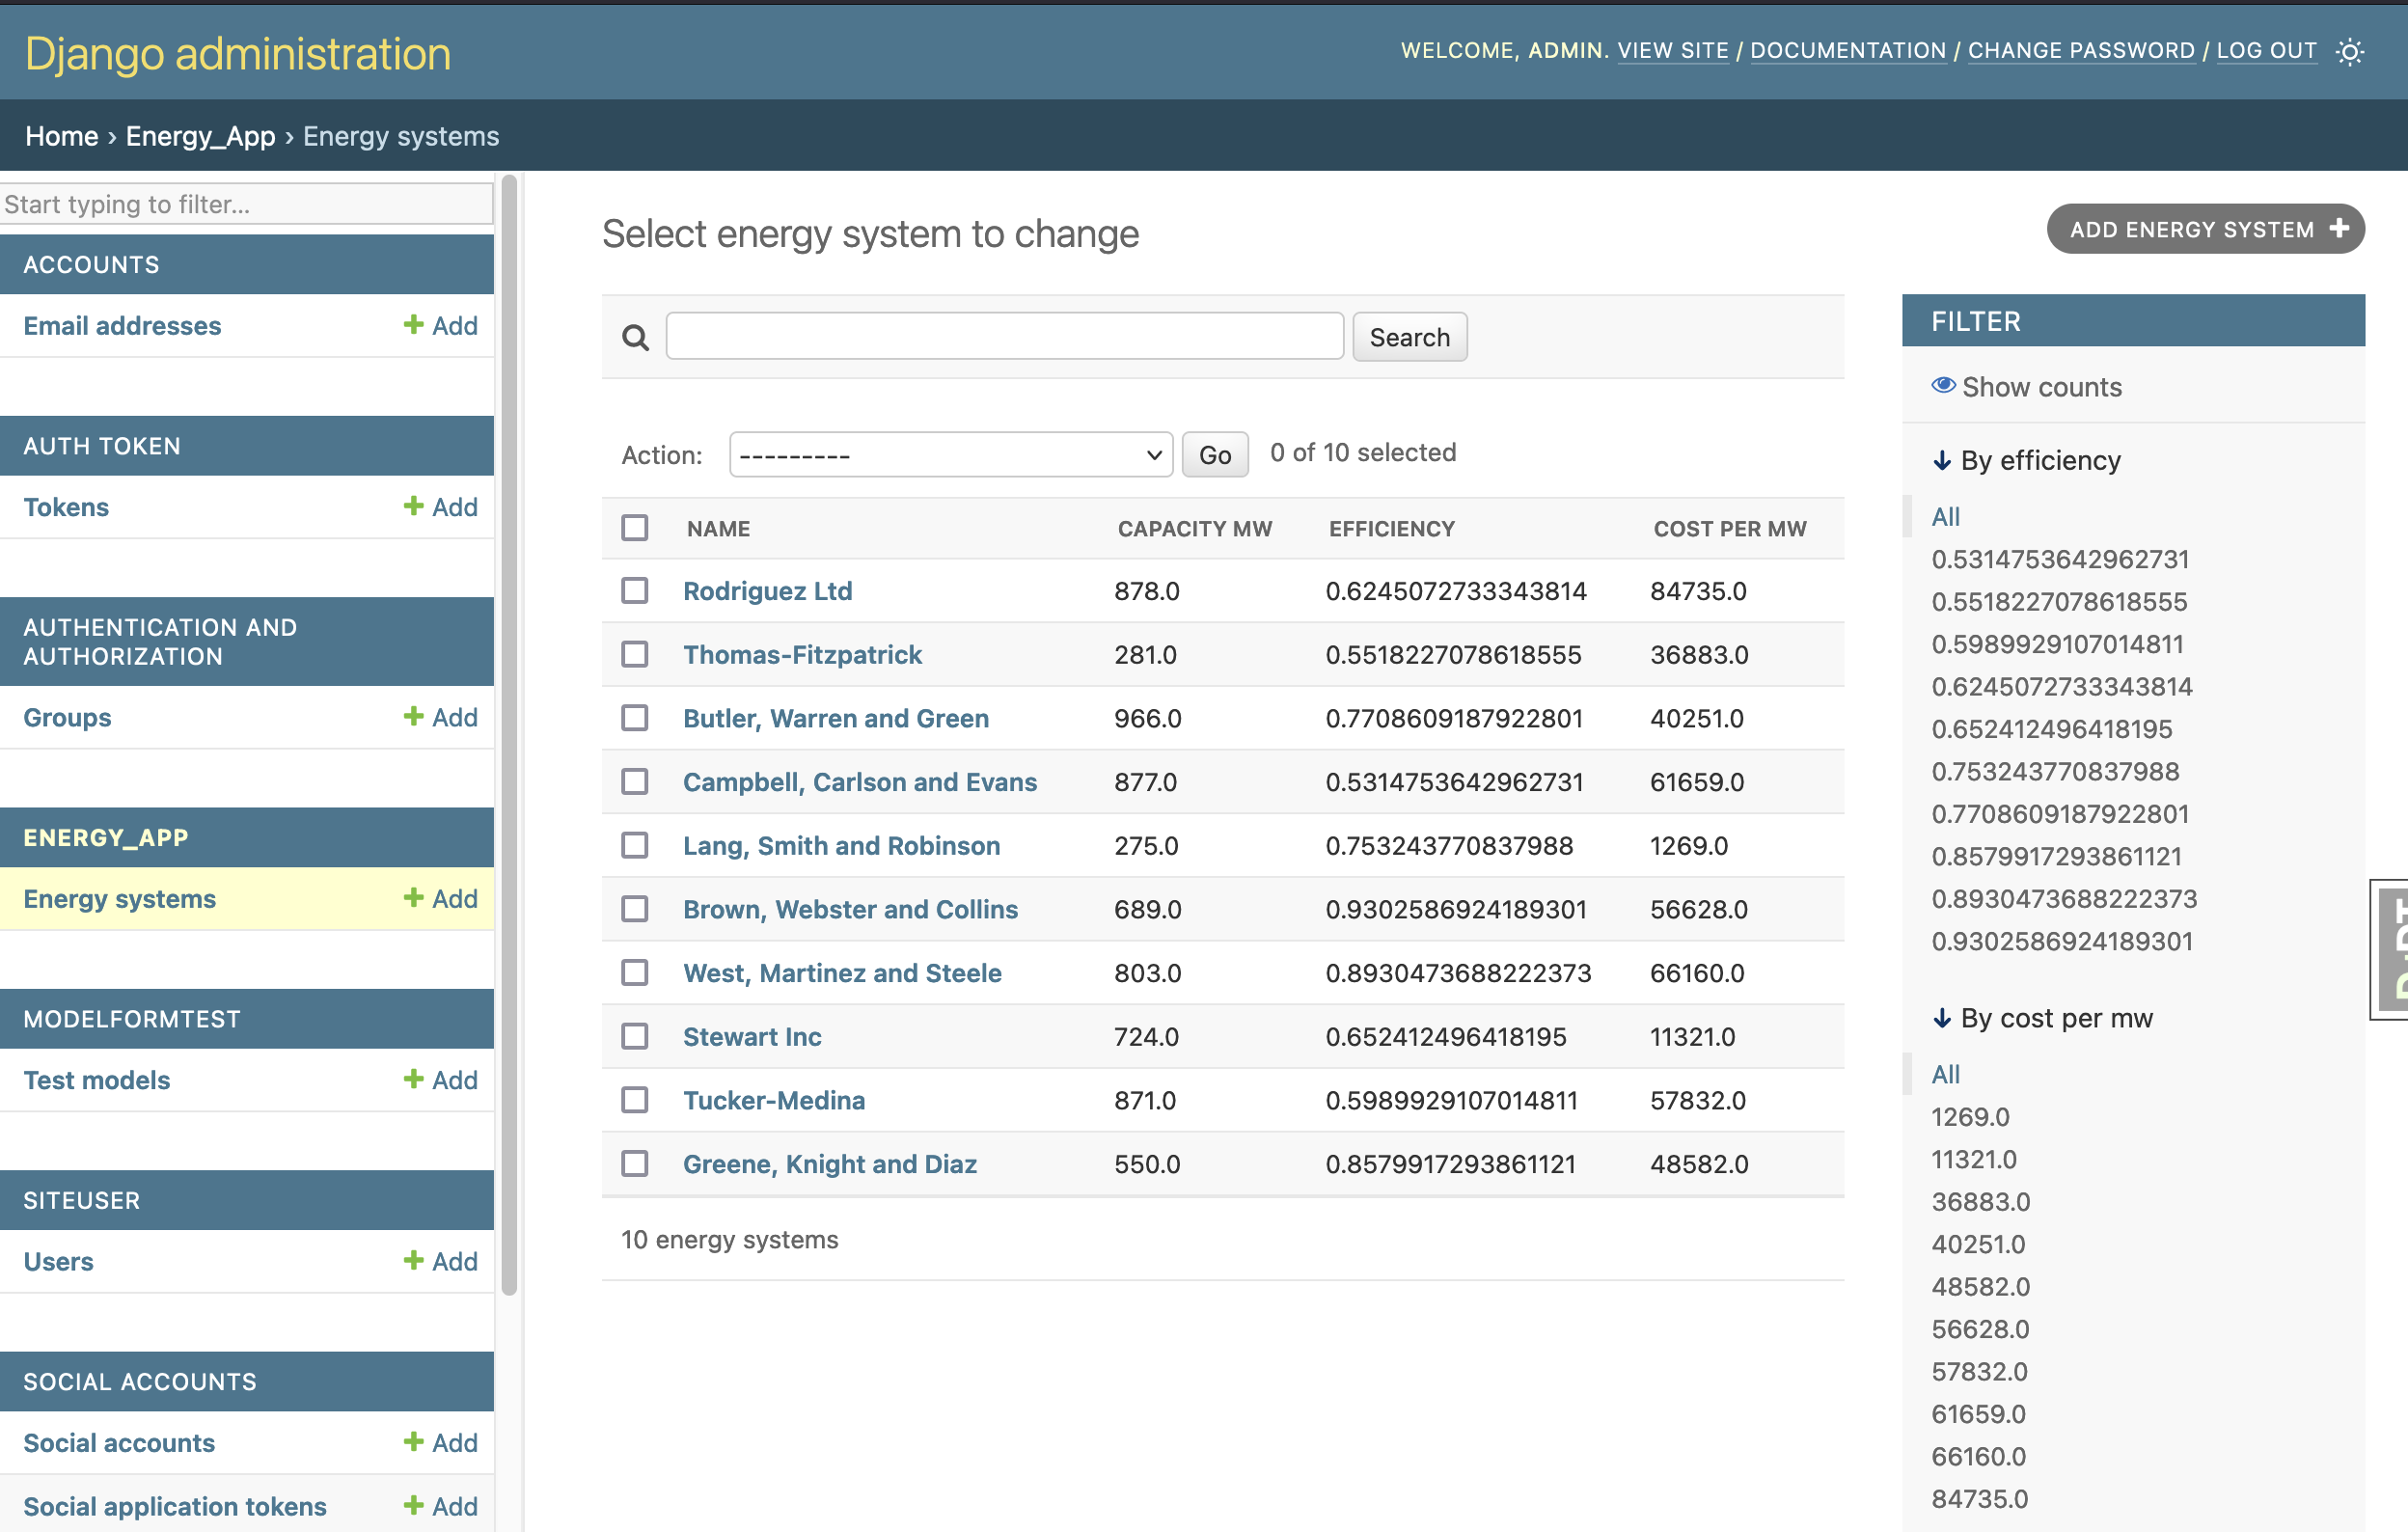 Django administration
WELCOME, ADMIN. VIEW SITE / DOCUMENTATION / CHANGE PASSWORD / LOG OUT
Home › Energy_App › Energy systems
Start typing to filter...
ACCOUNTS
Email addresses Add
AUTH TOKEN
Tokens Add
AUTHENTICATION AND
AUTHORIZATION
Groups Add
ENERGY_APP
Energy systems Add
MODELFORMTEST
Test models Add
SITEUSER
Users Add
SOCIAL ACCOUNTS
Social accounts Add
Social application tokens Add
Select energy system to change
ADD ENERGY SYSTEM
Search
Action: --------- Go 0 of 10 selected
NAME CAPACITY MW EFFICIENCY COST PER MW
Rodriguez Ltd 878.0 0.6245072733343814 84735.0
Thomas-Fitzpatrick 281.0 0.5518227078618555 36883.0
Butler, Warren and Green 966.0 0.7708609187922801 40251.0
Campbell, Carlson and Evans 877.0 0.5314753642962731 61659.0
Lang, Smith and Robinson 275.0 0.753243770837988 1269.0
Brown, Webster and Collins 689.0 0.9302586924189301 56628.0
West, Martinez and Steele 803.0 0.8930473688222373 66160.0
Stewart Inc 724.0 0.652412496418195 11321.0
Tucker-Medina 871.0 0.5989929107014811 57832.0
Greene, Knight and Diaz 550.0 0.8579917293861121 48582.0
10 energy systems
FILTER
Show counts
By efficiency
All
0.5314753642962731
0.5518227078618555
0.5989929107014811
0.6245072733343814
0.652412496418195
0.753243770837988
0.7708609187922801
0.8579917293861121
0.8930473688222373
0.9302586924189301
By cost per mw
All
1269.0
11321.0
36883.0
40251.0
48582.0
56628.0
57832.0
61659.0
66160.0
84735.0